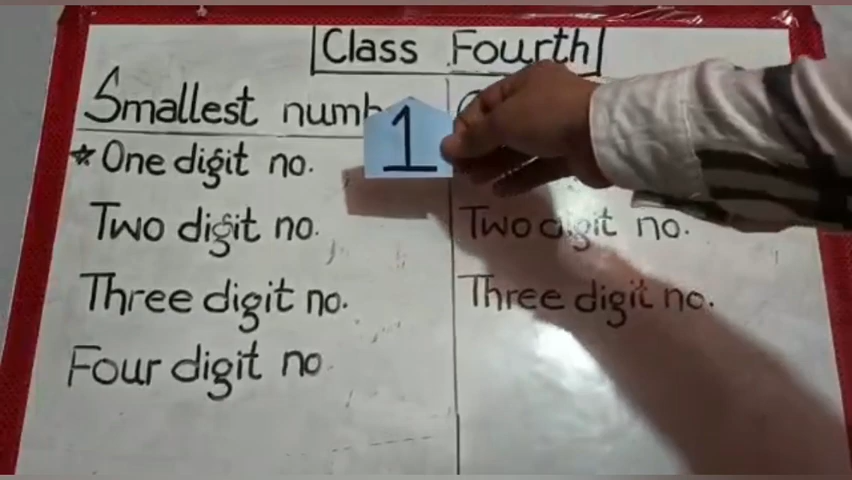 Class Fourth
Smallest numb
1
☆ One digit no.
Two digit no.
Three digit no.
Four digit no
Two digit no.
Three digit no.